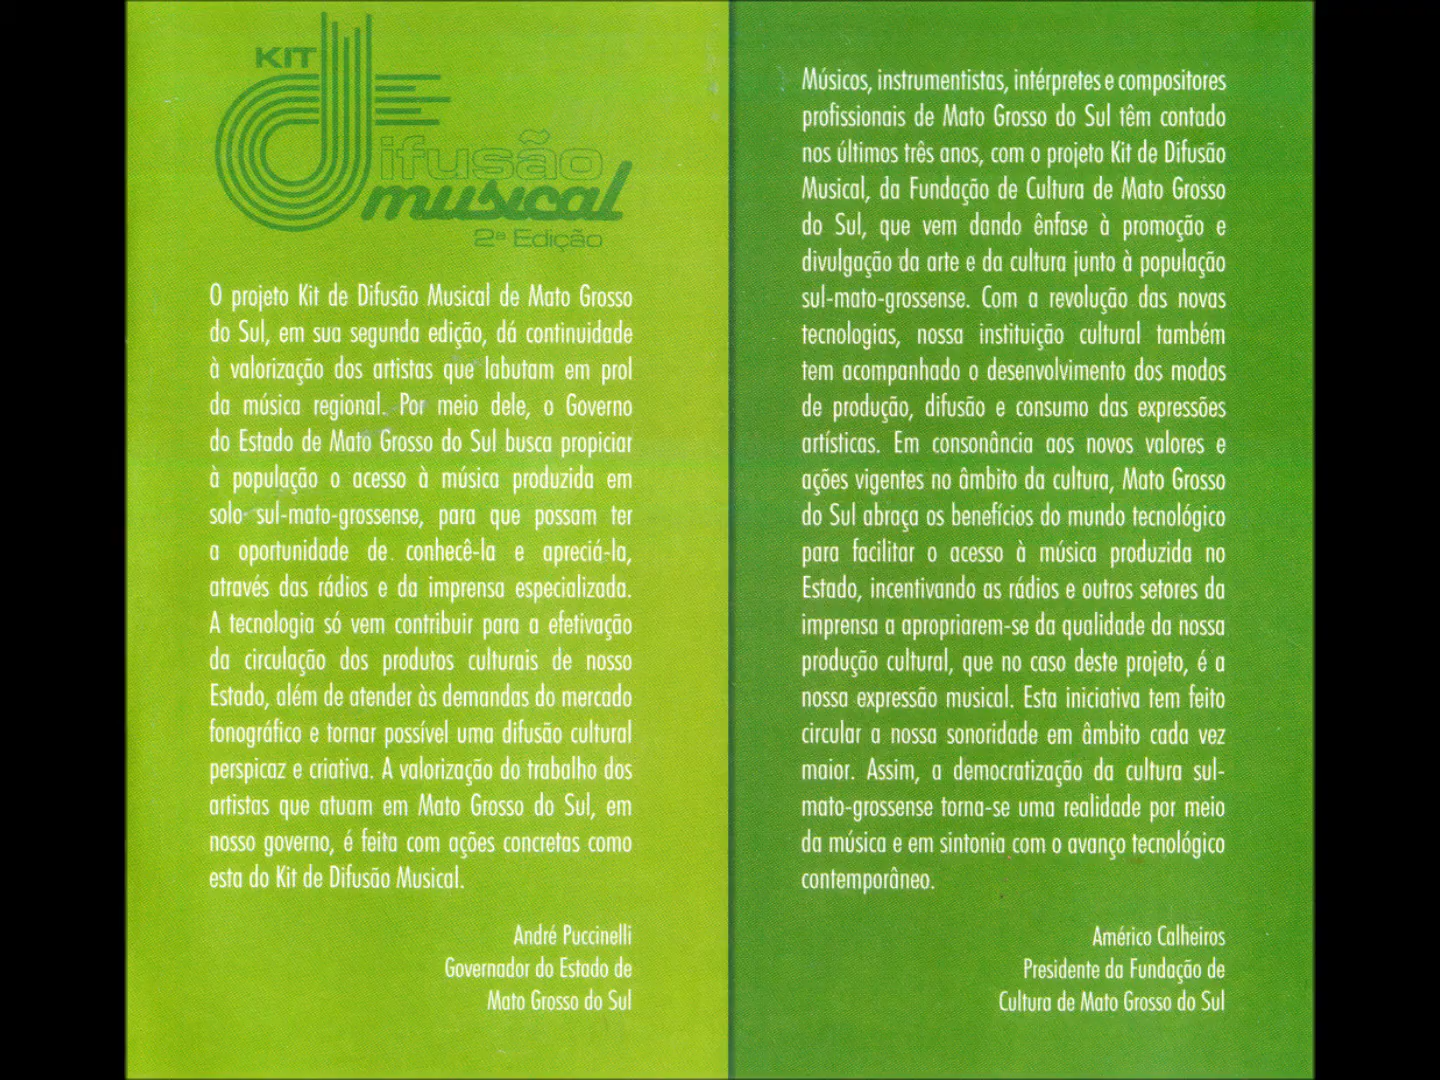 KIT
difusão
musical
2ª Edição
O projeto Kit de Difusão Musical de Mato Grosso
do Sul, em sua segunda edição, dá continuidade
à valorização dos artistas que labutam em prol
da música regional. Por meio dele, o Governo
do Estado de Mato Grosso do Sul busca propiciar
à população o acesso à música produzida em
solo sul-mato-grossense, para que possam ter
a oportunidade de conhecê-la e apreciá-la,
através das rádios e da imprensa especializada.
A tecnologia só vem contribuir para a efetivação
da circulação dos produtos culturais de nosso
Estado, além de atender às demandas do mercado
fonográfico e tornar possível uma difusão cultural
perspicaz e criativa. A valorização do trabalho dos
artistas que atuam em Mato Grosso do Sul, em
nosso governo, é feita com ações concretas como
esta do Kit de Difusão Musical.
André Puccinelli
Governador do Estado de
Mato Grosso do Sul
Músicos, instrumentistas, intérpretes e compositores
profissionais de Mato Grosso do Sul têm contado
nos últimos três anos, com o projeto Kit de Difusão
Musical, da Fundação de Cultura de Mato Grosso
do Sul, que vem dando ênfase à promoção e
divulgação da arte e da cultura junto à população
sul-mato-grossense. Com a revolução das novas
tecnologias, nossa instituição cultural também
tem acompanhado o desenvolvimento dos modos
de produção, difusão e consumo das expressões
artísticas. Em consonância aos novos valores e
ações vigentes no âmbito da cultura, Mato Grosso
do Sul abraça os benefícios do mundo tecnológico
para facilitar o acesso à música produzida no
Estado, incentivando as rádios e outros setores da
imprensa a apropriarem-se da qualidade da nossa
produção cultural, que no caso deste projeto, é a
nossa expressão musical. Esta iniciativa tem feito
circular a nossa sonoridade em âmbito cada vez
maior. Assim, a democratização da cultura sul-
mato-grossense torna-se uma realidade por meio
da música e em sintonia com o avanço tecnológico
contemporâneo.
Américo Calheiros
Presidente da Fundação de
Cultura de Mato Grosso do Sul